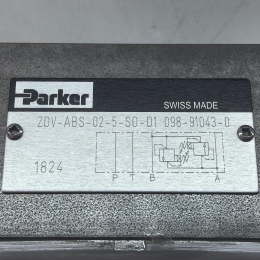 Parker
SWISS MADE
ZDV-ABS-02-5-S0-D1 098-91043-0
1824
P T B A